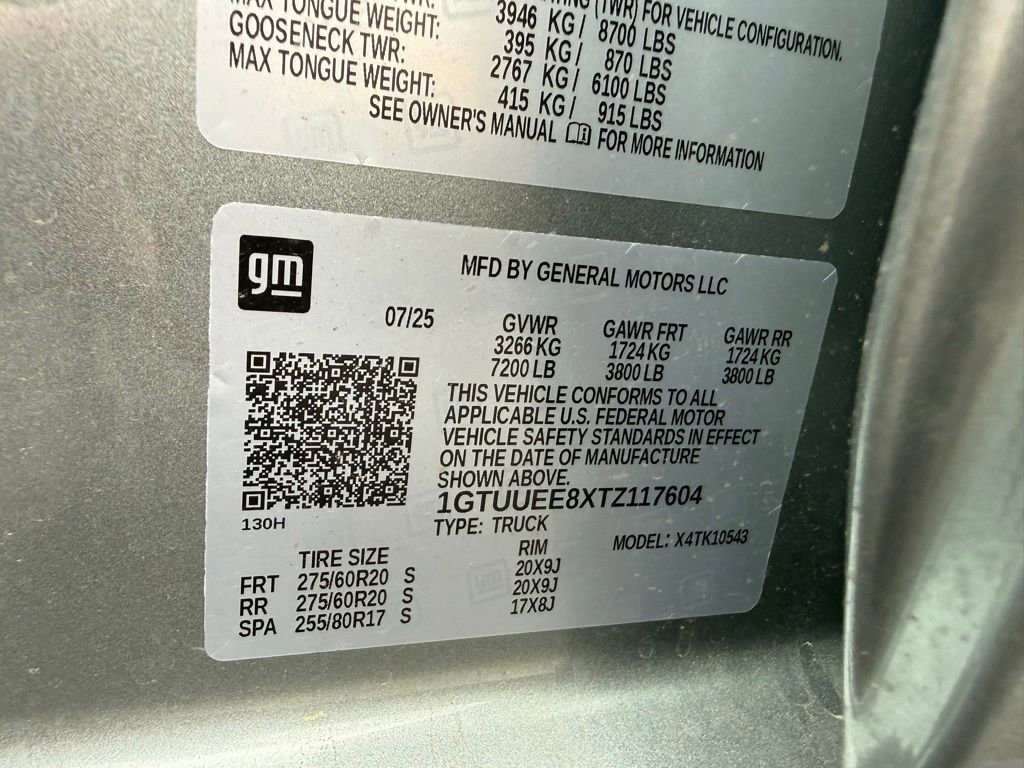 (TWR) FOR VEHICLE CONFIGURATION.
3946 KG/ 8700 LBS
MAX TONGUE WEIGHT: 395 KG/ 870 LBS
GOOSENECK TWR: 2767 KG/ 6100 LBS
MAX TONGUE WEIGHT: 415 KG/ 915 LBS
SEE OWNER'S MANUAL FOR MORE INFORMATION
gm
MFD BY GENERAL MOTORS LLC
07/25 GVWR GAWR FRT GAWR RR
3266 KG 1724 KG 1724 KG
7200 LB 3800 LB 3800 LB
THIS VEHICLE CONFORMS TO ALL
APPLICABLE U.S. FEDERAL MOTOR
VEHICLE SAFETY STANDARDS IN EFFECT
ON THE DATE OF MANUFACTURE
SHOWN ABOVE.
1GTUUEE8XTZ117604
130H
TYPE: TRUCK
MODEL: X4TK10543
TIRE SIZE RIM
FRT 275/60R20 S 20X9J
RR 275/60R20 S 20X9J
SPA 255/80R17 S 17X8J